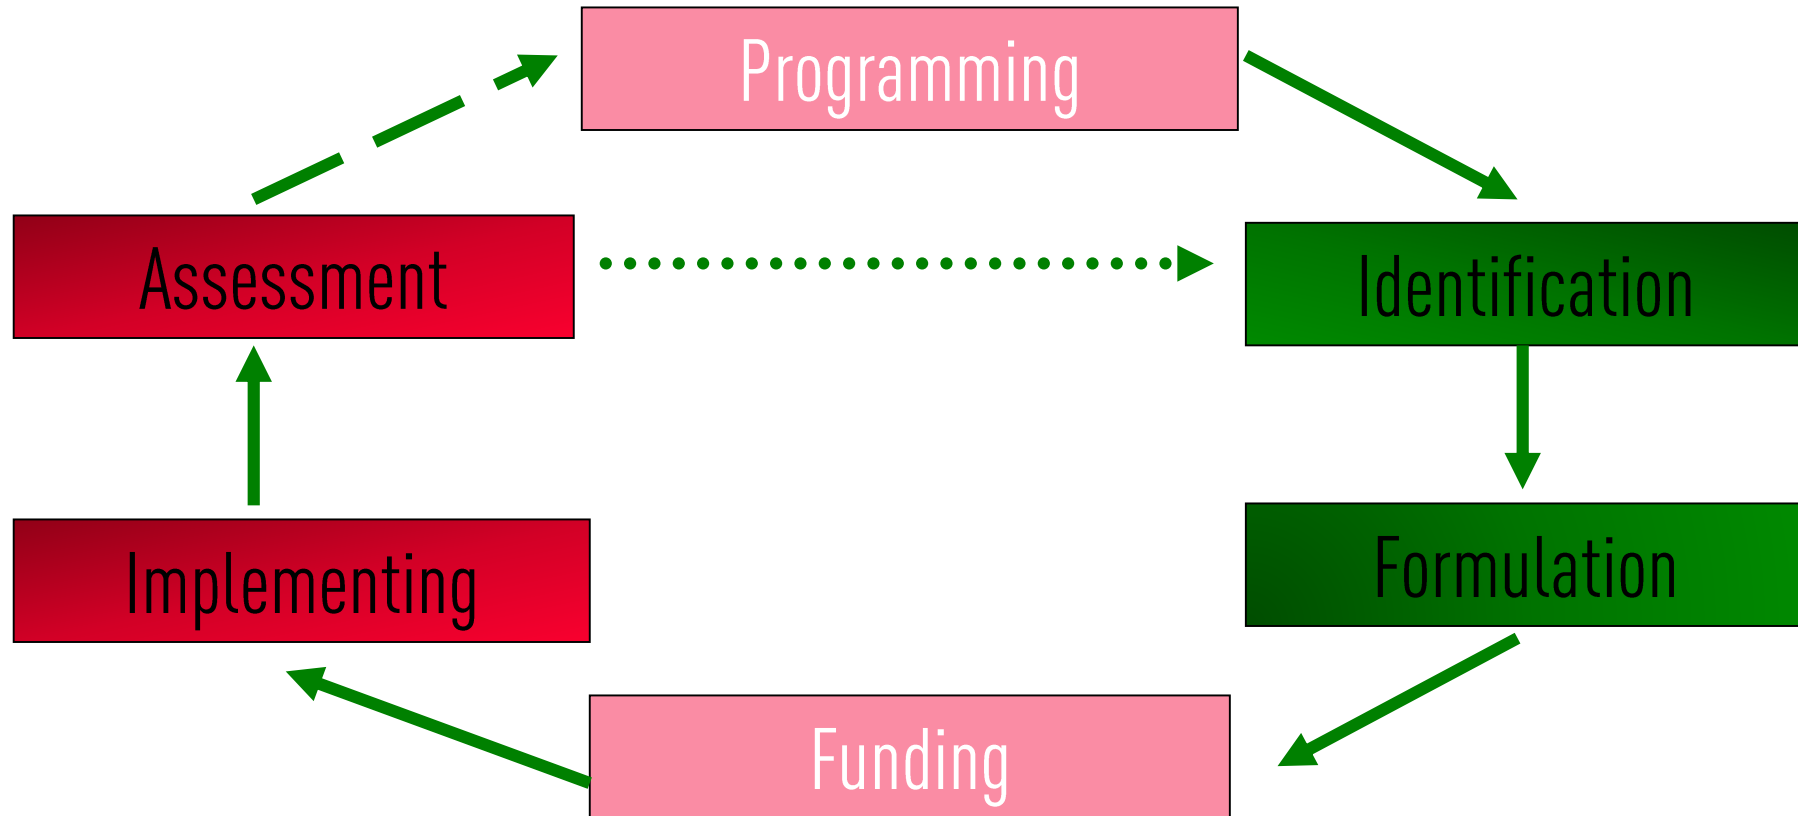 Programming
Assessment
Identification
Implementing
Formulation
Funding